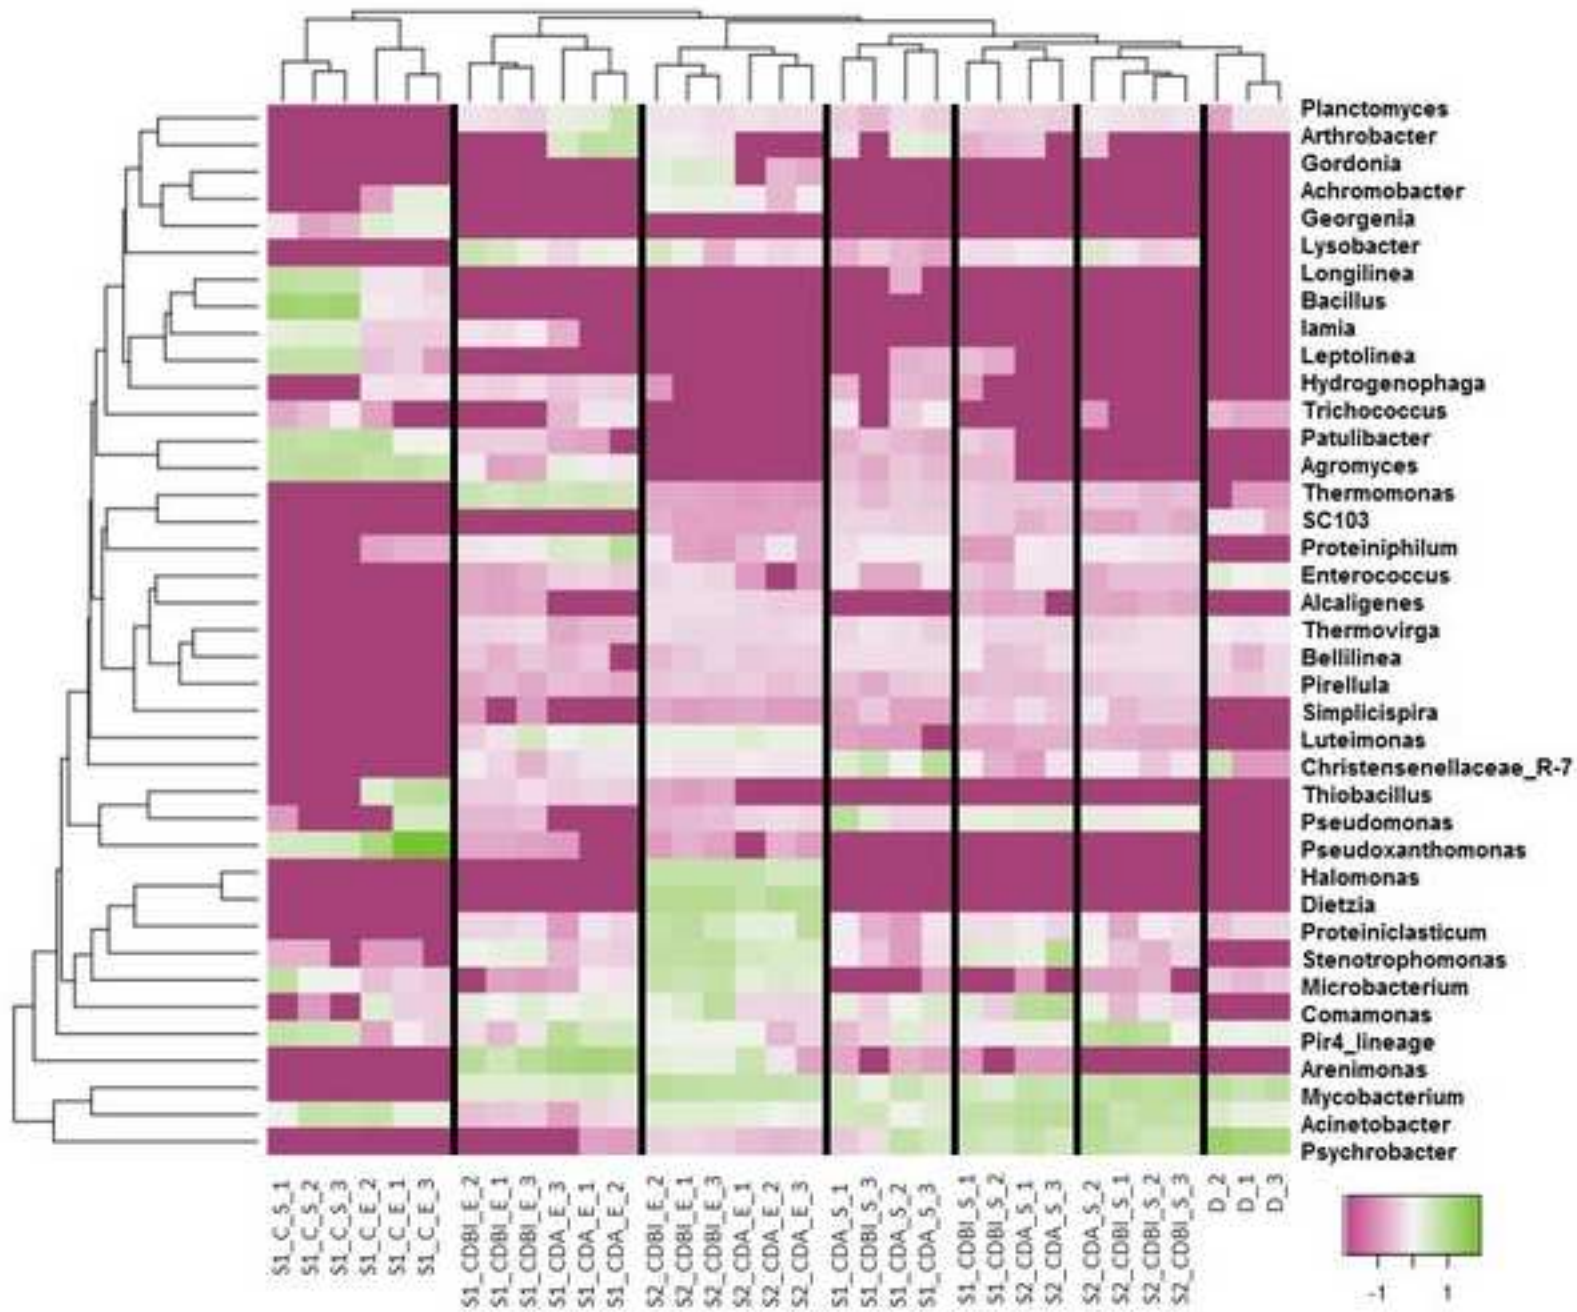 Planctomyces
Arthrobacter
Gordonia
Achromobacter
Georgenia
Lysobacter
Longilinea
Bacillus
Iamia
Leptolinea
Hydrogenophaga
Trichococcus
Patulibacter
Agromyces
Thermomonas
SC103
Proteiniphilum
Enterococcus
Alcaligenes
Thermovirga
Bellilinea
Pirellula
Simplicispira
Luteimonas
Christensenellaceae_R-7
Thiobacillus
Pseudomonas
Pseudoxanthomonas
Halomonas
Dietzia
Proteiniclasticum
Stenotrophomonas
Microbacterium
Comamonas
Pir4_lineage
Arenimonas
Mycobacterium
Acinetobacter
Psychrobacter
S1_C_S_1
S1_C_S_2
S1_C_S_3
S1_C_E_2
S1_C_E_1
S1_C_E_3
S1_CDBI_E_2
S1_CDBI_E_1
S1_CDBI_E_3
S1_CDA_E_3
S1_CDA_E_1
S1_CDA_E_2
S2_CDBI_E_2
S2_CDBI_E_1
S2_CDBI_E_3
S2_CDA_E_1
S2_CDA_E_2
S2_CDA_E_3
S1_CDA_S_1
S1_CDBI_S_3
S1_CDA_S_2
S1_CDA_S_3
S1_CDBI_S_1
S1_CDBI_S_2
S2_CDA_S_1
S2_CDA_S_3
S2_CDA_S_2
S2_CDBI_S_1
S2_CDBI_S_2
S2_CDBI_S_3
D_2
D_1
D_3
-1 1